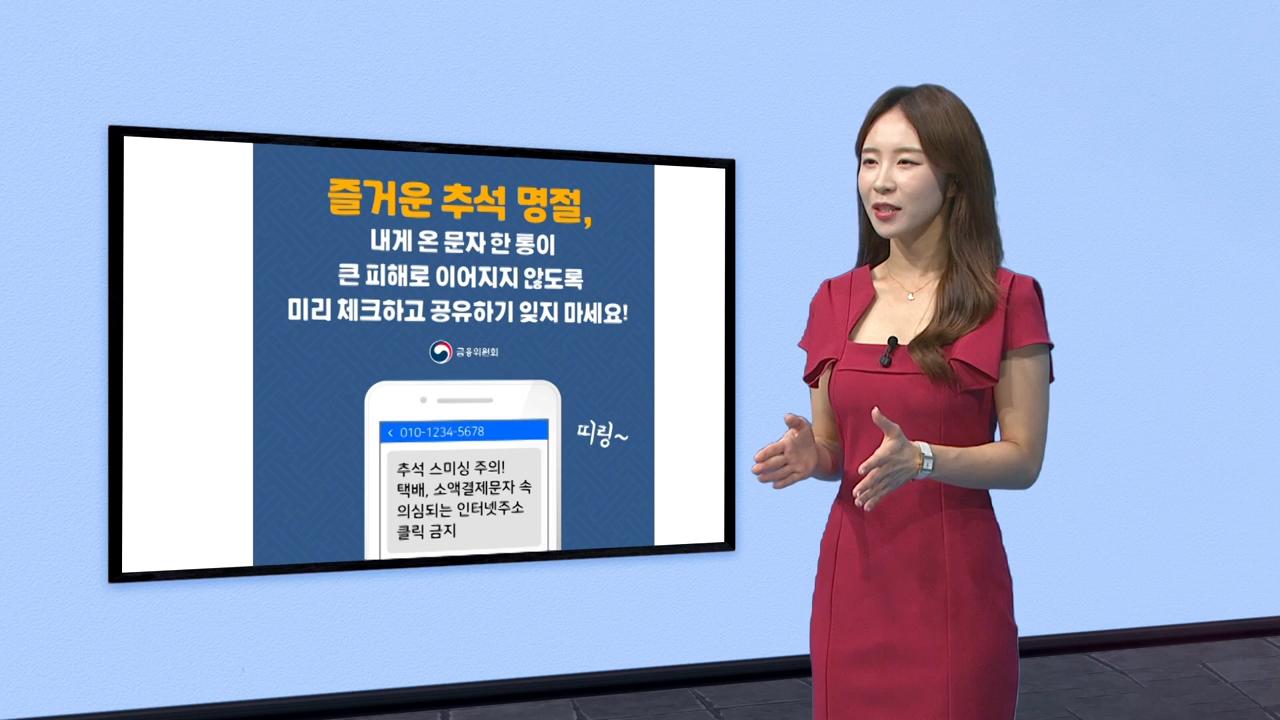 즐거운 추석 명절,
내게 온 문자 한 통이
큰 피해로 이어지지 않도록
미리 체크하고 공유하기 잊지 마세요!
금융위원회
< 010-1234-5678
띠링~
추석 스미싱 주의!
택배, 소액결제문자 속
의심되는 인터넷주소
클릭 금지